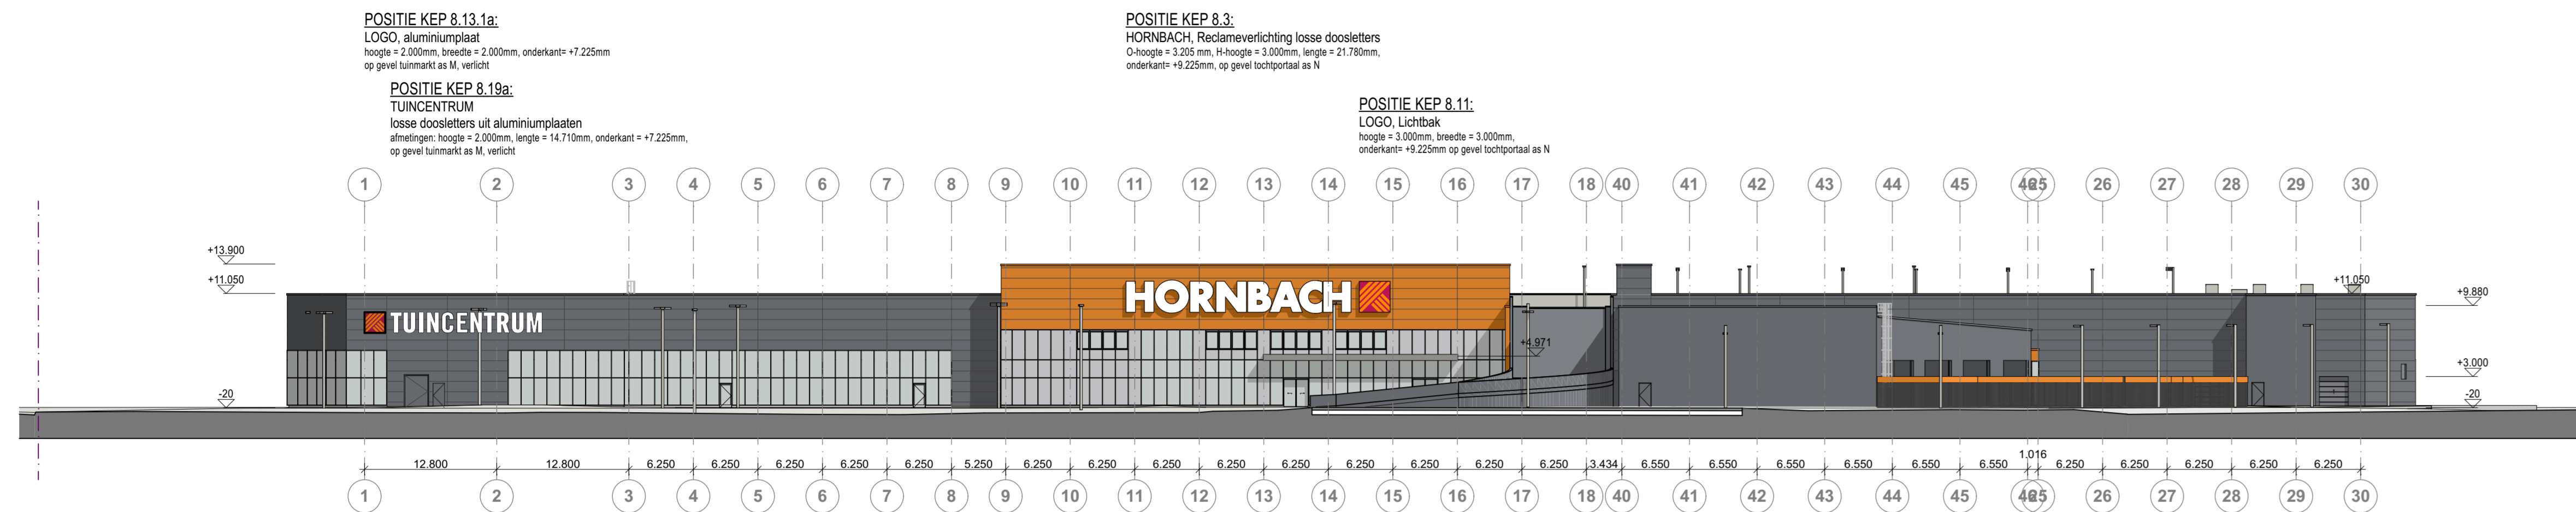 POSITIE KEP 8.13.1a:
LOGO, aluminiumplaat
hoogte = 2.000mm, breedte = 2.000mm, onderkant= +7.225mm
op gevel tuinmarkt as M, verlicht
POSITIE KEP 8.19a:
TUINCENTRUM
losse doosletters uit aluminiumplaaten
afmetingen: hoogte = 2.000mm, lengte = 14.710mm, onderkant = +7.225mm,
op gevel tuinmarkt as M, verlicht
POSITIE KEP 8.3:
HORNBACH, Reclameverlichting losse doosletters
O-hoogte = 3.205 mm, H-hoogte = 3.000mm, lengte = 21.780mm,
onderkant= +9.225mm, op gevel tochtportaal as N
POSITIE KEP 8.11:
LOGO, Lichtbak
hoogte = 3.000mm, breedte = 3.000mm,
onderkant= +9.225mm op gevel tochtportaal as N
1 2 3 4 5 6 7 8 9 10 11 12 13 14 15 16 17 18 40 41 42 43 44 45 46 25 26 27 28 29 30
+13.900
+11.050
+11.050
+9.880
HORNBACH
TUINCENTRUM
+4.971
+3.000
-20
-20
1.016
12.800 12.800 6.250 6.250 6.250 6.250 6.250 5.250 6.250 6.250 6.250 6.250 6.250 6.250 6.250 6.250 6.250 3.434 6.550 6.550 6.550 6.550 6.550 6.550 6.250 6.250 6.250 6.250 6.250
1 2 3 4 5 6 7 8 9 10 11 12 13 14 15 16 17 18 40 41 42 43 44 45 46 25 26 27 28 29 30